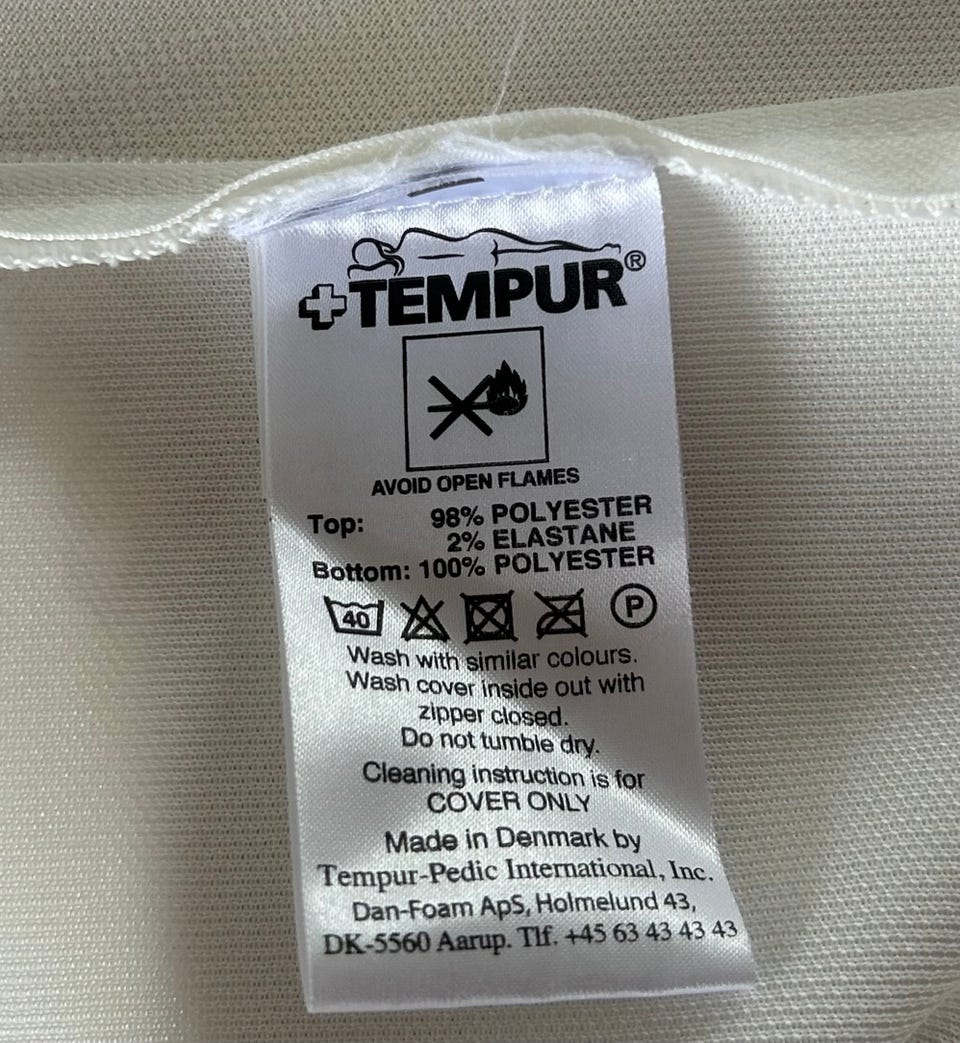 TEMPUR®
AVOID OPEN FLAMES
Top: 98% POLYESTER
2% ELASTANE
Bottom: 100% POLYESTER
40 P
Wash with similar colours.
Wash cover inside out with
zipper closed.
Do not tumble dry.
Cleaning instruction is for
COVER ONLY
Made in Denmark by
Tempur-Pedic International, Inc.
Dan-Foam ApS, Holmelund 43,
DK-5560 Aarup. Tlf. +45 63 43 43 43